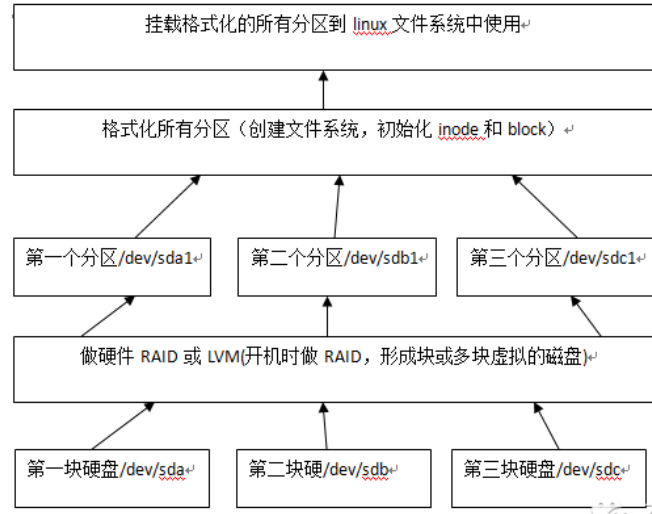 挂载格式化的所有分区到 linux 文件系统中使用
格式化所有分区（创建文件系统，初始化 inode 和 block）
第一个分区/dev/sda1
第二个分区/dev/sdb1
第三个分区/dev/sdc1
做硬件 RAID 或 LVM(开机时做 RAID，形成块或多块虚拟的磁盘)
第一块硬盘/dev/sda
第二块硬/dev/sdb
第三块硬盘/dev/sdc